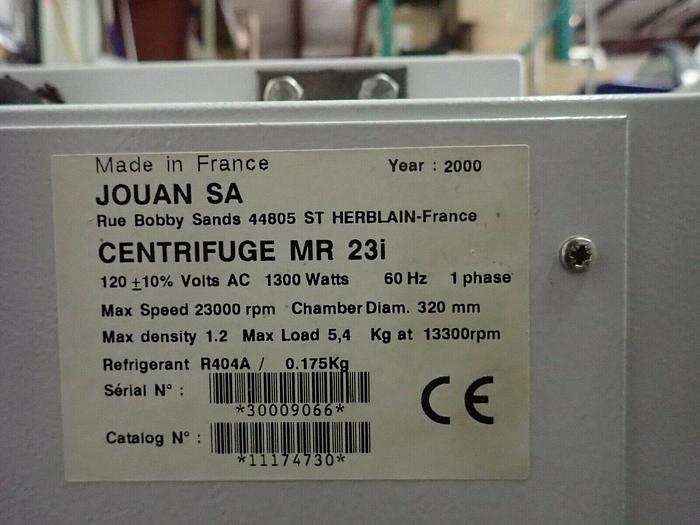 Made in France Year : 2000
JOUAN SA
Rue Bobby Sands 44805 ST HERBLAIN-France
CENTRIFUGE MR 23i
120 ±10% Volts AC 1300 Watts 60 Hz 1 phase
Max Speed 23000 rpm Chamber Diam. 320 mm
Max density 1.2 Max Load 5,4 Kg at 13300rpm
Refrigerant R404A / 0.175Kg
Sérial N° :
*30009066*
Catalog N° :
*11174730*
CE